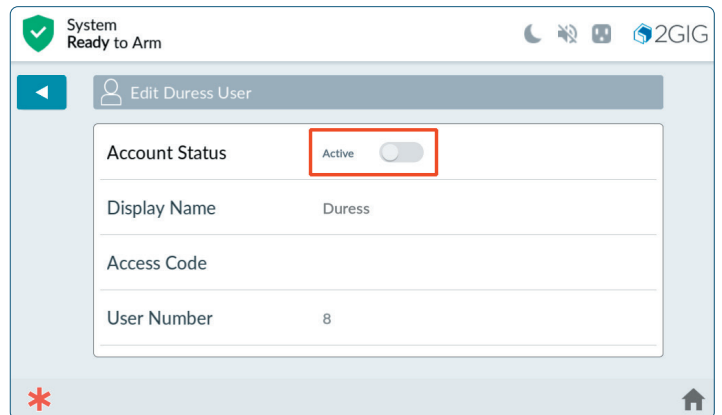 System
Ready to Arm
2GIG
Edit Duress User
Account Status Active
Display Name Duress
Access Code
User Number 8